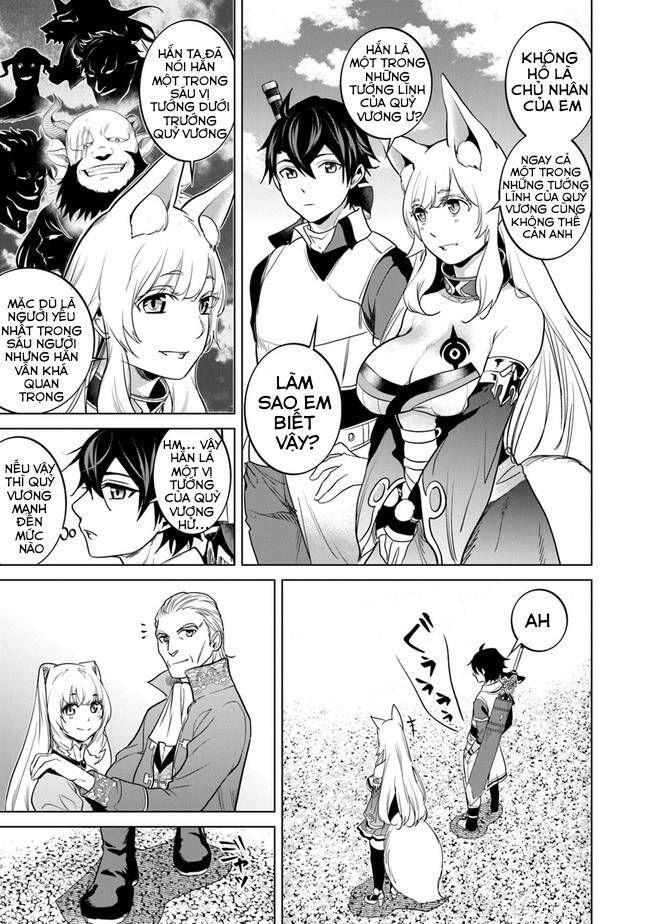 KHÔNG
HỔ LÀ
CHỦ NHÂN
CỦA EM
NGAY CẢ
MỘT TRONG
NHỮNG TƯỚNG
LĨNH CỦA QUỶ
VƯƠNG CŨNG
KHÔNG THỂ
CẢN ANH
HẮN LÀ
MỘT TRONG
NHỮNG
TƯỚNG LĨNH
CỦA QUỶ
VƯƠNG Ư?
LÀM
SAO EM
BIẾT
VẬY?
HẮN TA ĐÃ
NÓI HẮN
MỘT TRONG
SÁU VỊ
TƯỚNG DƯỚI
TRƯỚNG
QUỶ VƯƠNG
MẶC DÙ LÀ
NGƯỜI YẾU
NHẤT TRONG
SÁU NGƯỜI
NHƯNG HẮN
VẪN KHÁ
QUAN
TRỌNG
HM... VẬY
HẮN LÀ
MỘT VỊ
TƯỚNG
CỦA QUỶ
VƯƠNG
HỬ...
NẾU VẬY
THÌ QUỶ
VƯƠNG
MẠNH
ĐẾN
MỨC
NÀO
AH
ぐっぐぅ~